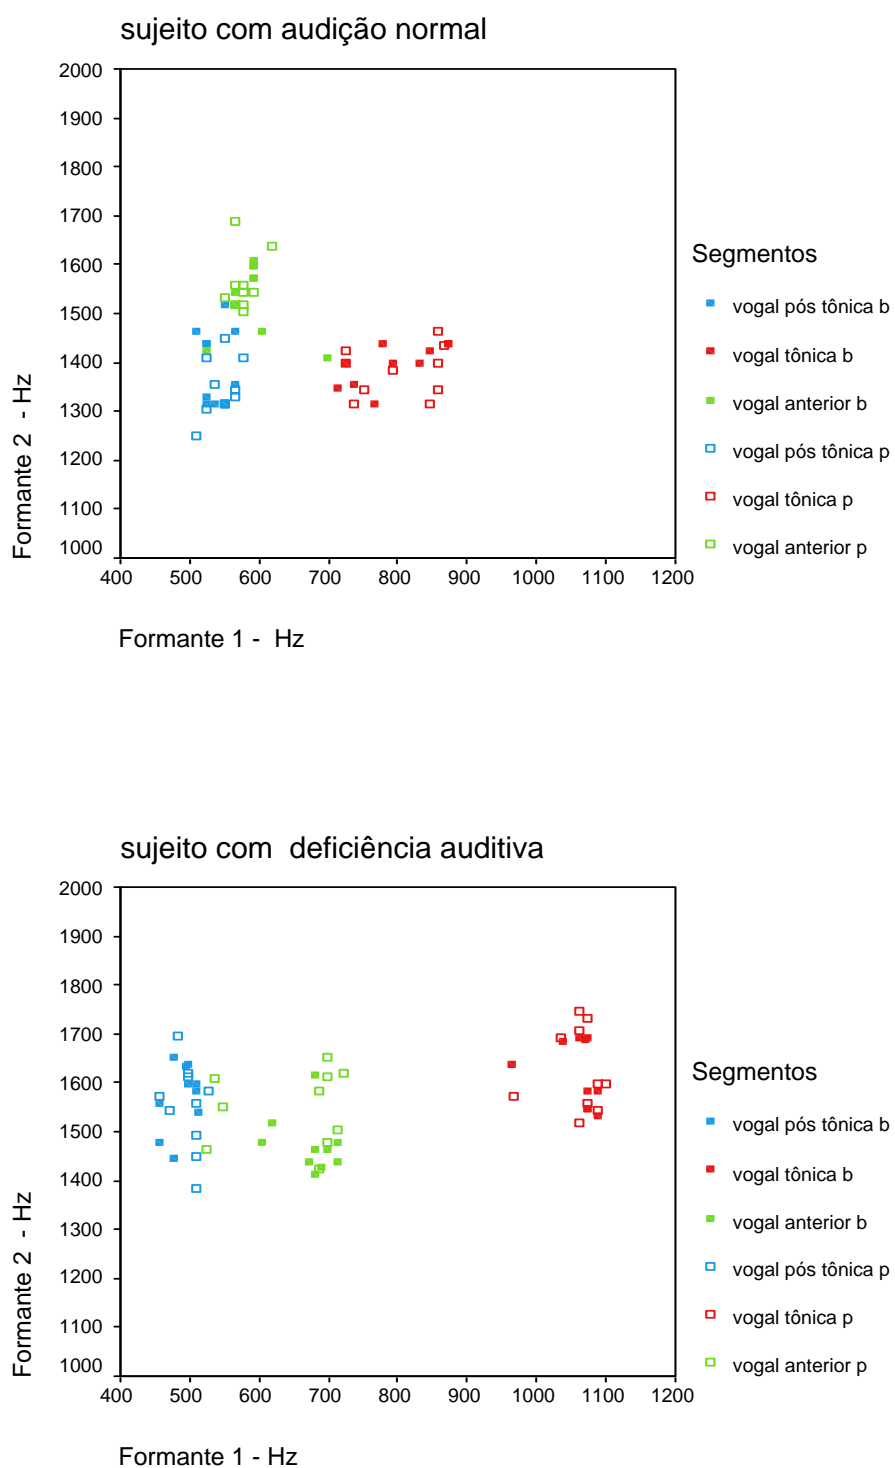 sujeito com audição normal
2000
1900
1800
1700
1600
1500
1400
1300
1200
1100
1000
Formante 2 - Hz
400 500 600 700 800 900 1000 1100 1200
Formante 1 - Hz
Segmentos
vogal pós tônica b
vogal tônica b
vogal anterior b
vogal pós tônica p
vogal tônica p
vogal anterior p
sujeito com deficiência auditiva
2000
1900
1800
1700
1600
1500
1400
1300
1200
1100
1000
Formante 2 - Hz
400 500 600 700 800 900 1000 1100 1200
Formante 1 - Hz
Segmentos
vogal pós tônica b
vogal tônica b
vogal anterior b
vogal pós tônica p
vogal tônica p
vogal anterior p